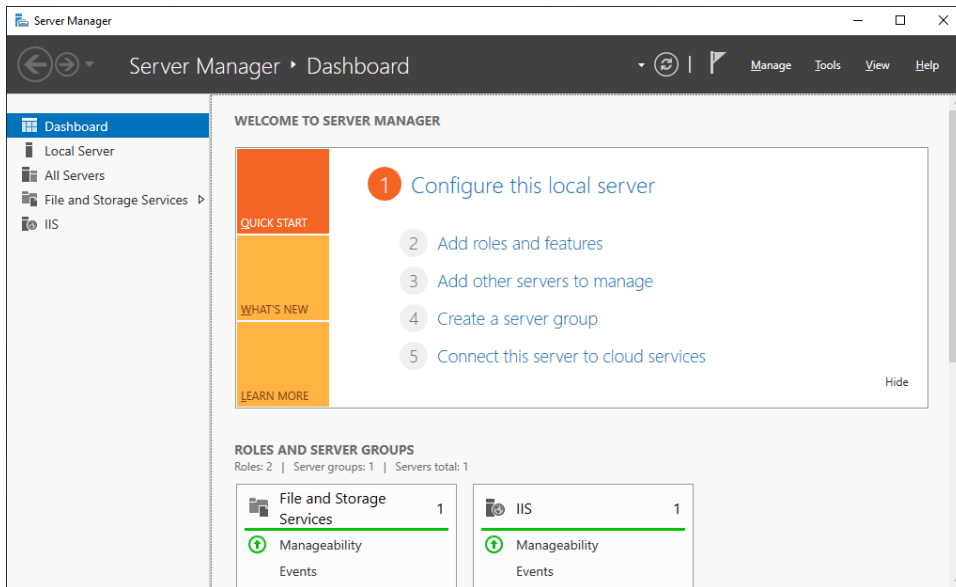 Server Manager
Server Manager • Dashboard
Manage Tools View Help
Dashboard
Local Server
All Servers
File and Storage Services
IIS
WELCOME TO SERVER MANAGER
QUICK START
WHAT'S NEW
LEARN MORE
1 Configure this local server
2 Add roles and features
3 Add other servers to manage
4 Create a server group
5 Connect this server to cloud services
Hide
ROLES AND SERVER GROUPS
Roles: 2 | Server groups: 1 | Servers total: 1
File and Storage
Services 1
Manageability
Events
IIS 1
Manageability
Events